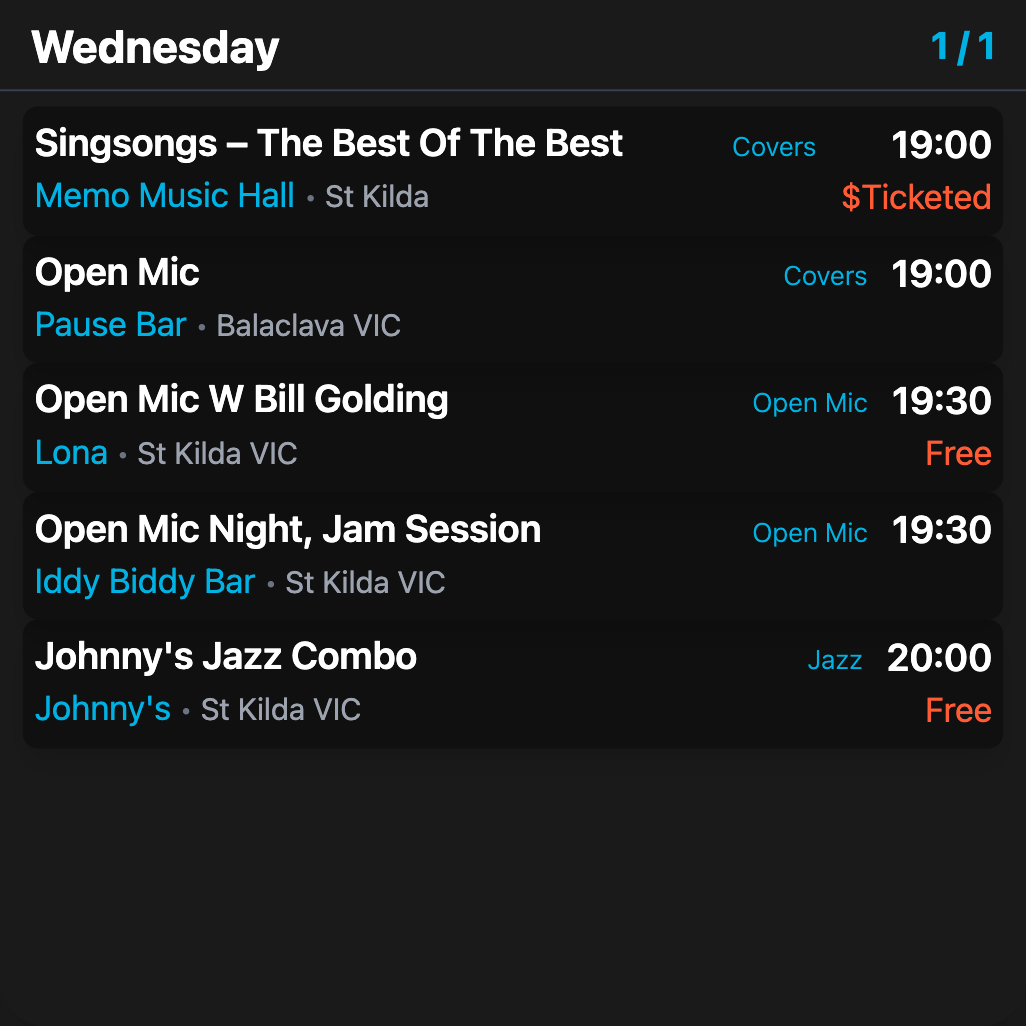 Wednesday 1/1
Singsongs – The Best Of The Best Covers 19:00
Memo Music Hall • St Kilda $Ticketed
Open Mic Covers 19:00
Pause Bar • Balaclava VIC
Open Mic W Bill Golding Open Mic 19:30
Lona • St Kilda VIC Free
Open Mic Night, Jam Session Open Mic 19:30
Iddy Biddy Bar • St Kilda VIC
Johnny's Jazz Combo Jazz 20:00
Johnny's • St Kilda VIC Free